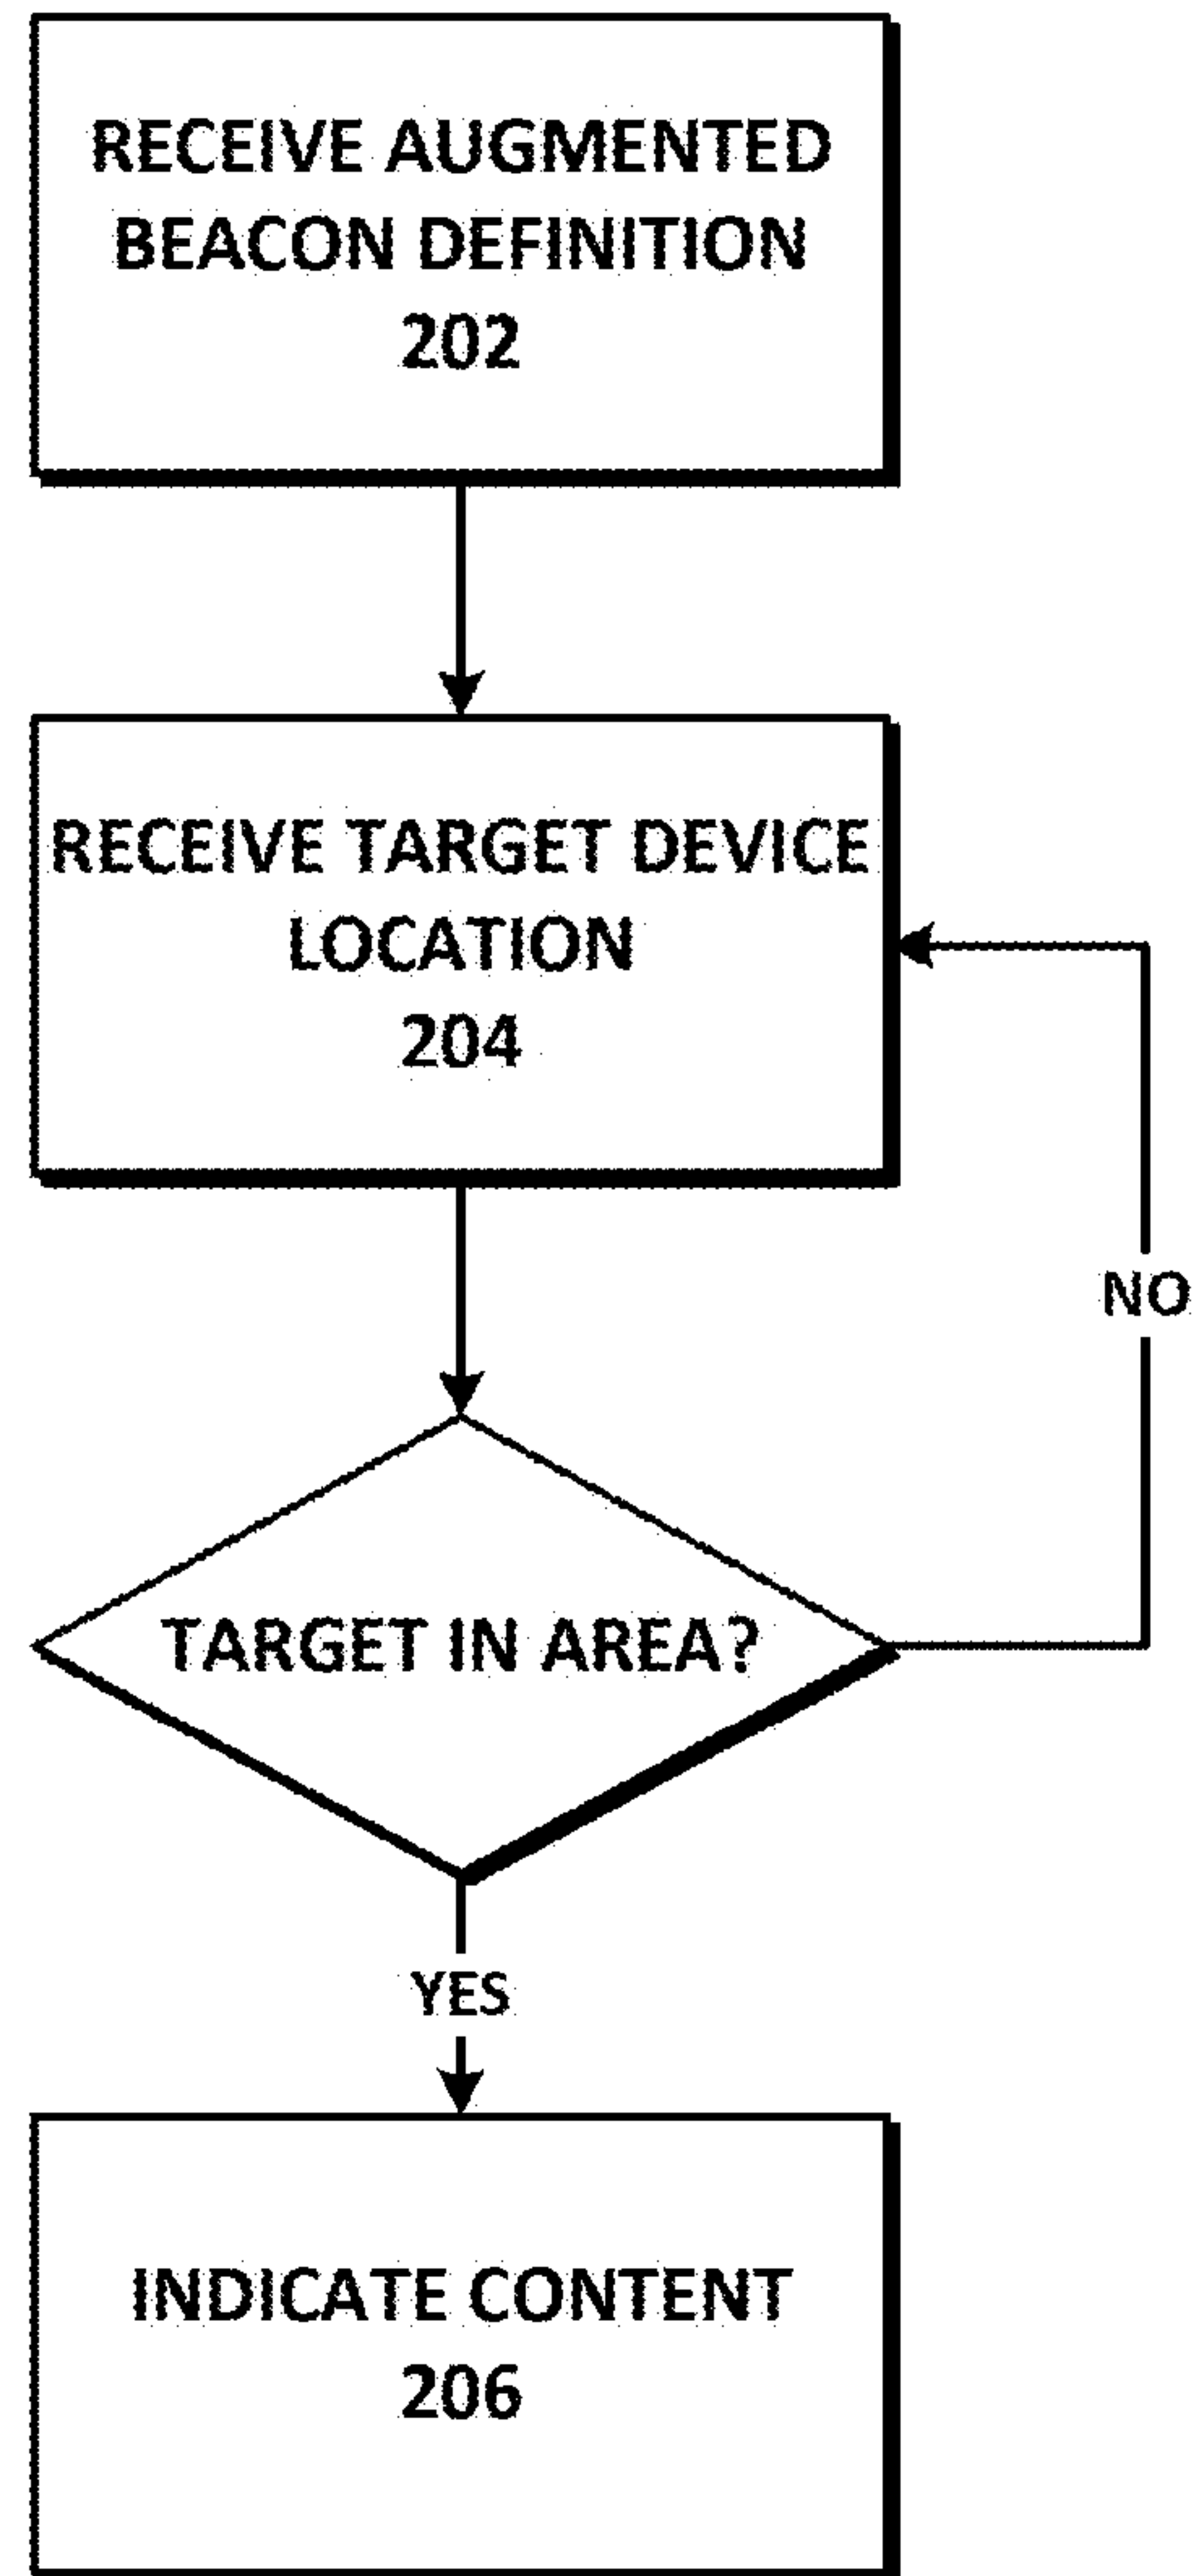 RECEIVE AUGMENTED
BEACON DEFINITION
202
RECEIVE TARGET DEVICE
LOCATION
204
NO
TARGET IN AREA?
YES
INDICATE CONTENT
206